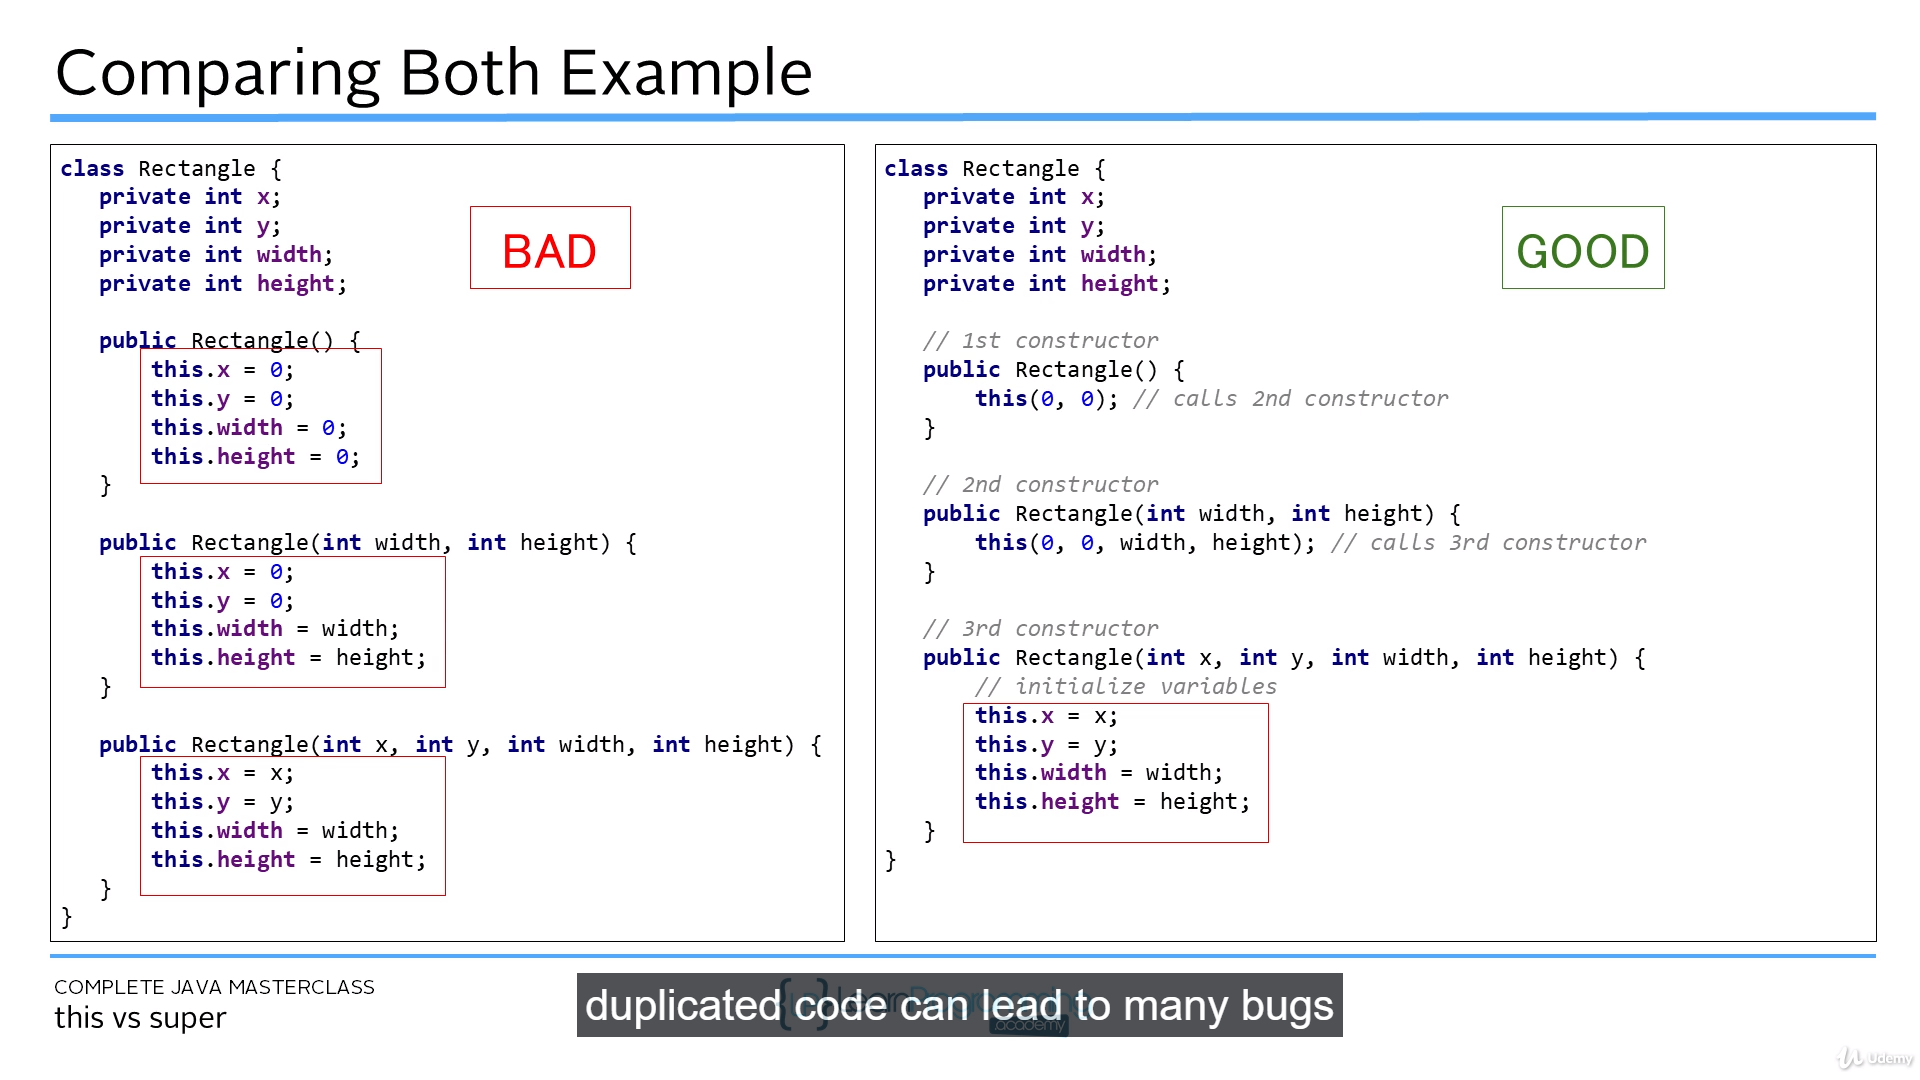 Comparing Both Example
class Rectangle {
private int x;
private int y;
private int width;
private int height;
BAD
public Rectangle() {
this.x = 0;
this.y = 0;
this.width = 0;
this.height = 0;
}
public Rectangle(int width, int height) {
this.x = 0;
this.y = 0;
this.width = width;
this.height = height;
}
public Rectangle(int x, int y, int width, int height) {
this.x = x;
this.y = y;
this.width = width;
this.height = height;
}
}
class Rectangle {
private int x;
private int y;
private int width;
private int height;
GOOD
// 1st constructor
public Rectangle() {
this(0, 0); // calls 2nd constructor
}
// 2nd constructor
public Rectangle(int width, int height) {
this(0, 0, width, height); // calls 3rd constructor
}
// 3rd constructor
public Rectangle(int x, int y, int width, int height) {
// initialize variables
this.x = x;
this.y = y;
this.width = width;
this.height = height;
}
}
COMPLETE JAVA MASTERCLASS
this vs super
duplicated code can lead to many bugs
LearnProgramming
academy
Udemy